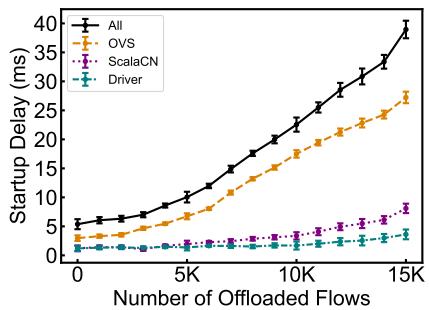 Startup Delay (ms)
40
35
30
25
20
15
10
5
0
All
OVS
ScalaCN
Driver
0 5K 10K 15K
Number of Offloaded Flows